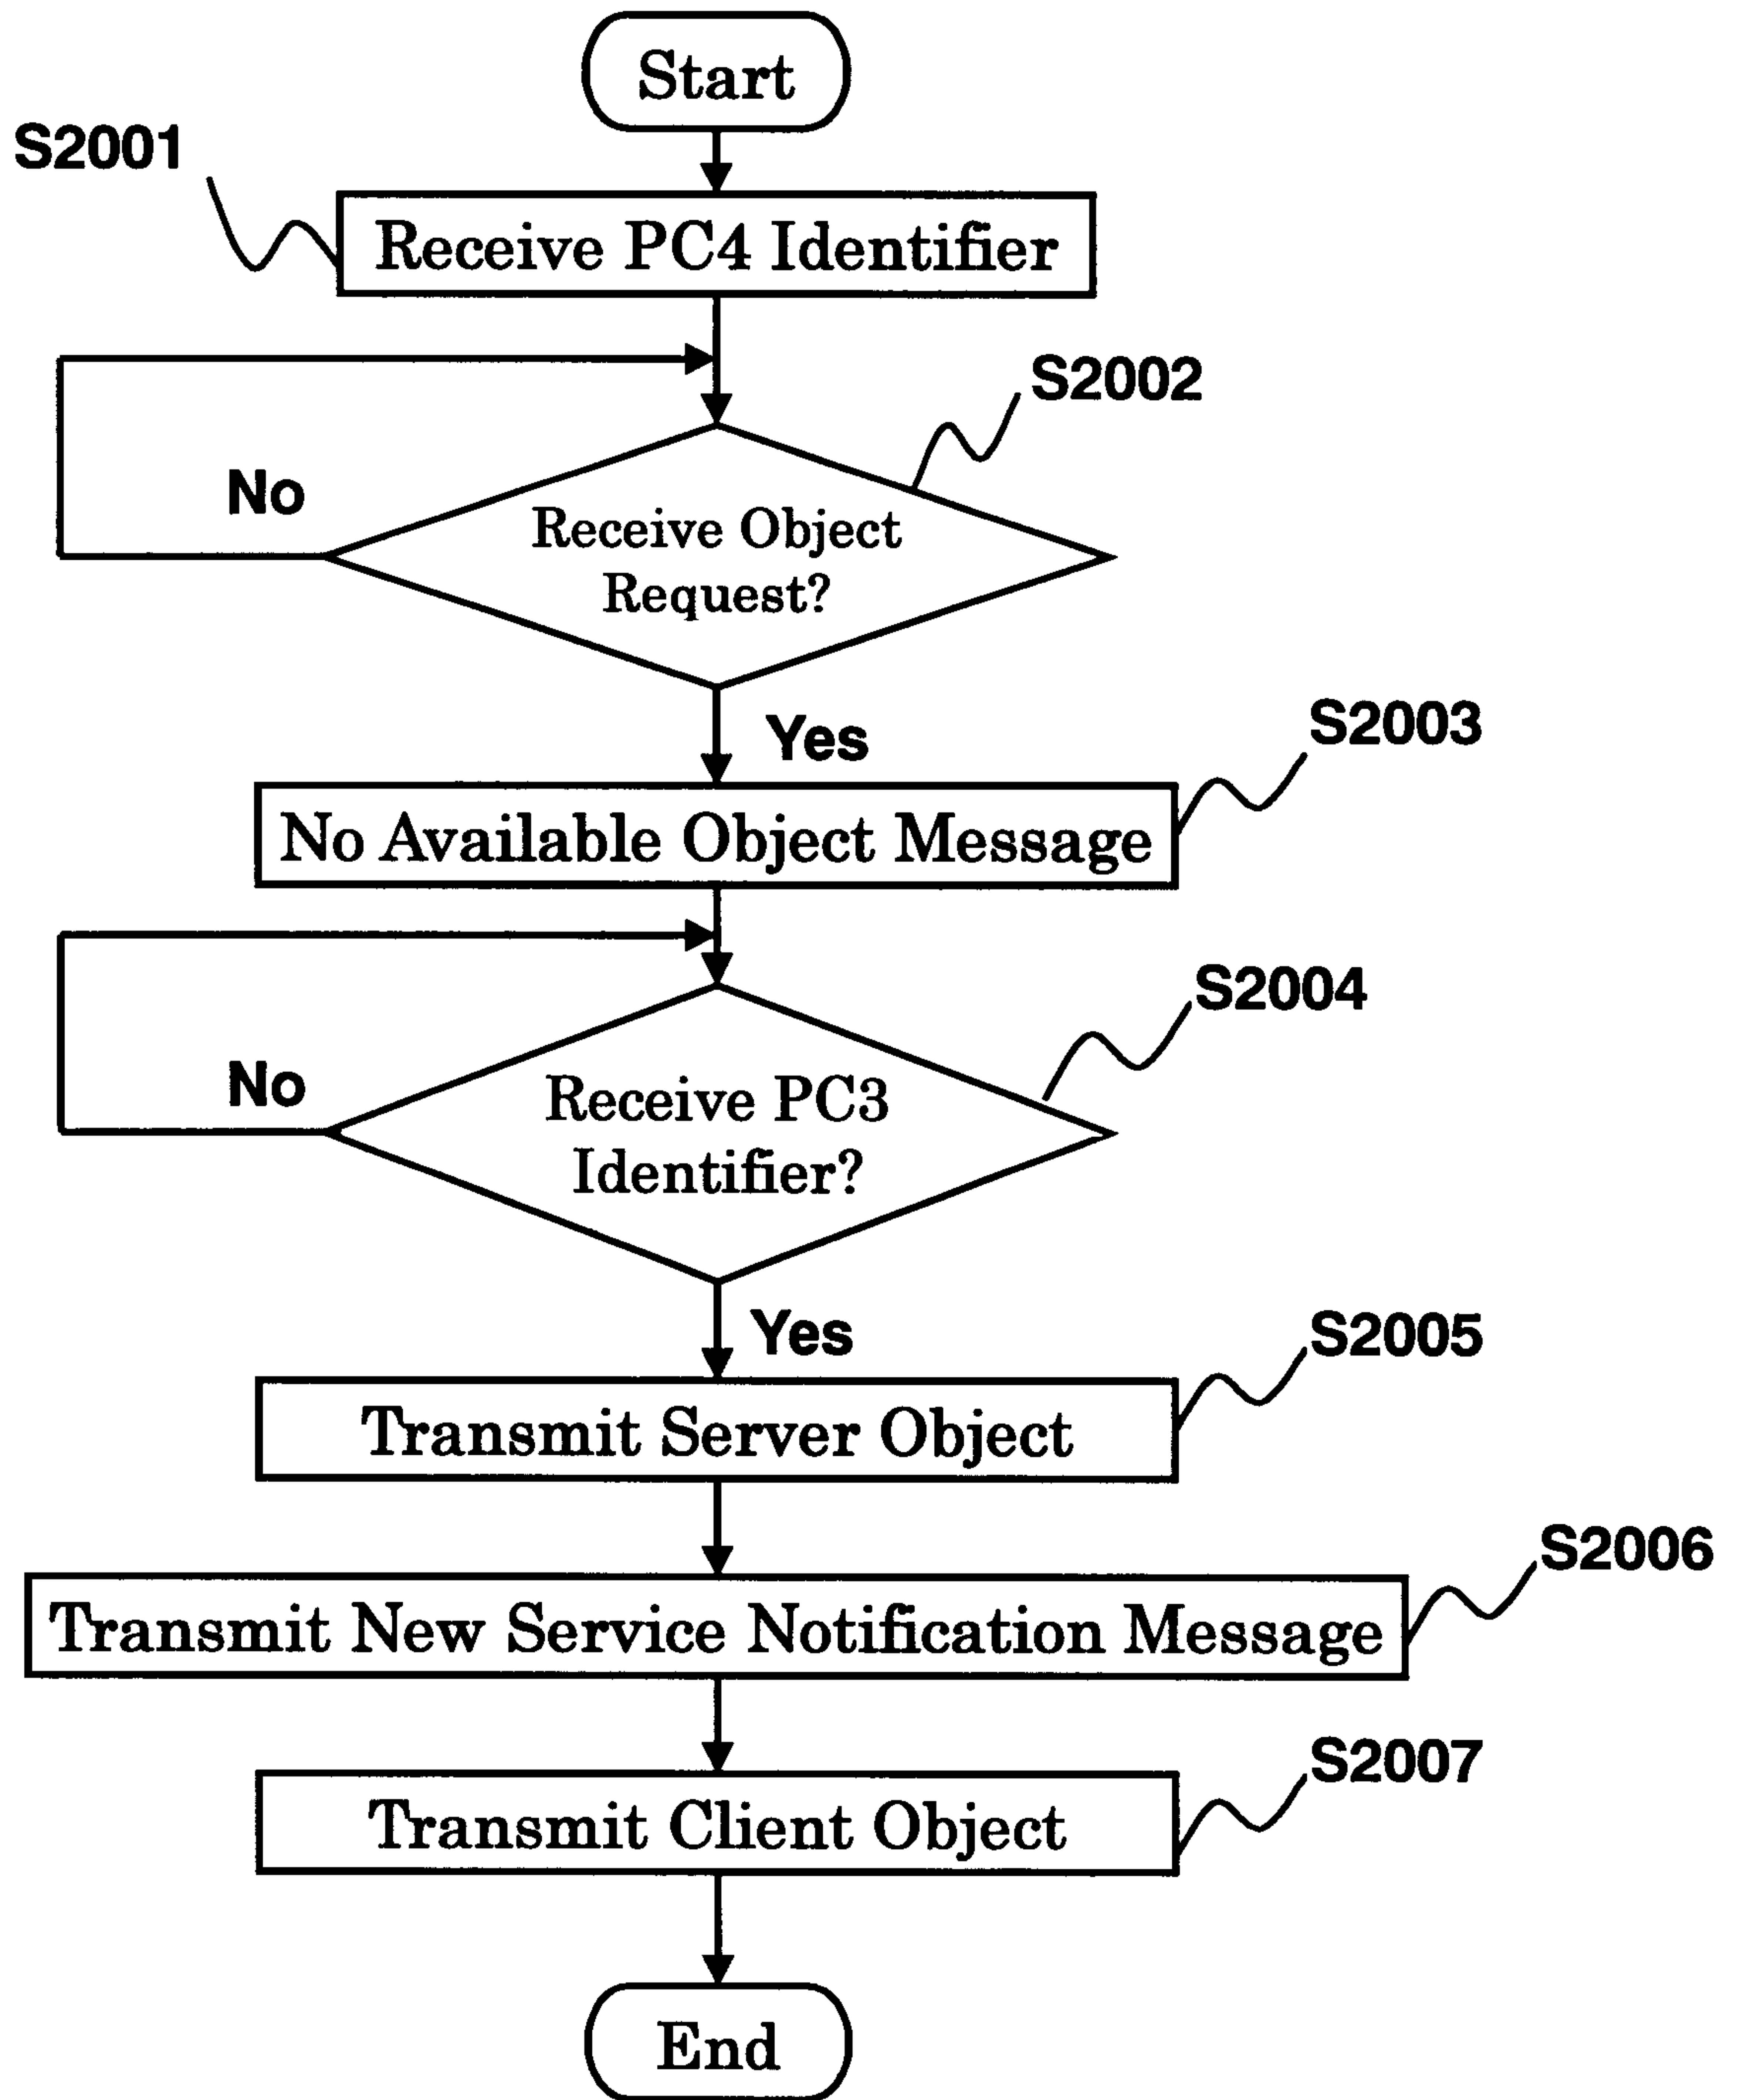 Start
S2001
Receive PC4 Identifier
S2002
No
Receive Object
Request?
Yes
S2003
No Available Object Message
S2004
No
Receive PC3
Identifier?
Yes
S2005
Transmit Server Object
S2006
Transmit New Service Notification Message
S2007
Transmit Client Object
End